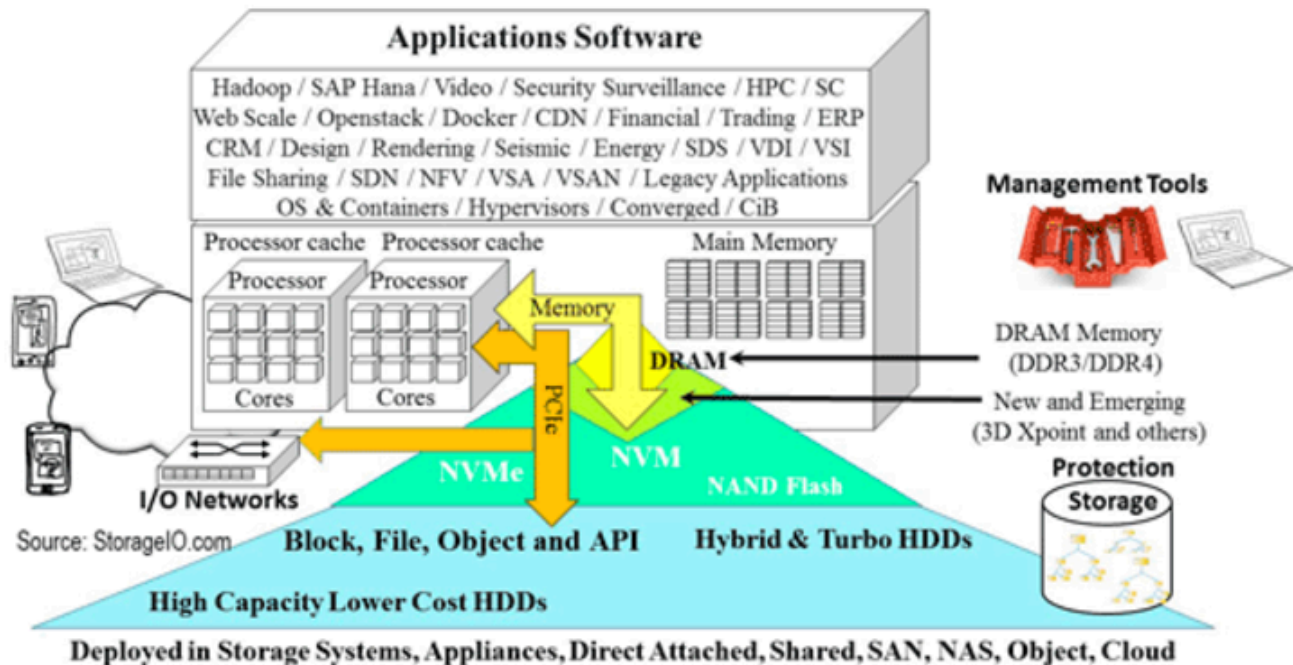 Applications Software
Hadoop / SAP Hana / Video / Security Surveillance / HPC / SC
Web Scale / Openstack / Docker / CDN / Financial / Trading / ERP
CRM / Design / Rendering / Seismic / Energy / SDS / VDI / VSI
File Sharing / SDN / NFV / VSA / VSAN / Legacy Applications
OS & Containers / Hypervisors / Converged / CiB
Management Tools
Processor cache
Processor cache
Main Memory
Processor
Processor
Memory
DRAM
DRAM Memory
(DDR3/DDR4)
Cores
Cores
PCIe
New and Emerging
(3D Xpoint and others)
NVMe
NVM
NAND Flash
I/O Networks
Protection
Storage
Source: StorageIO.com
Block, File, Object and API
Hybrid & Turbo HDDs
High Capacity Lower Cost HDDs
Deployed in Storage Systems, Appliances, Direct Attached, Shared, SAN, NAS, Object, Cloud